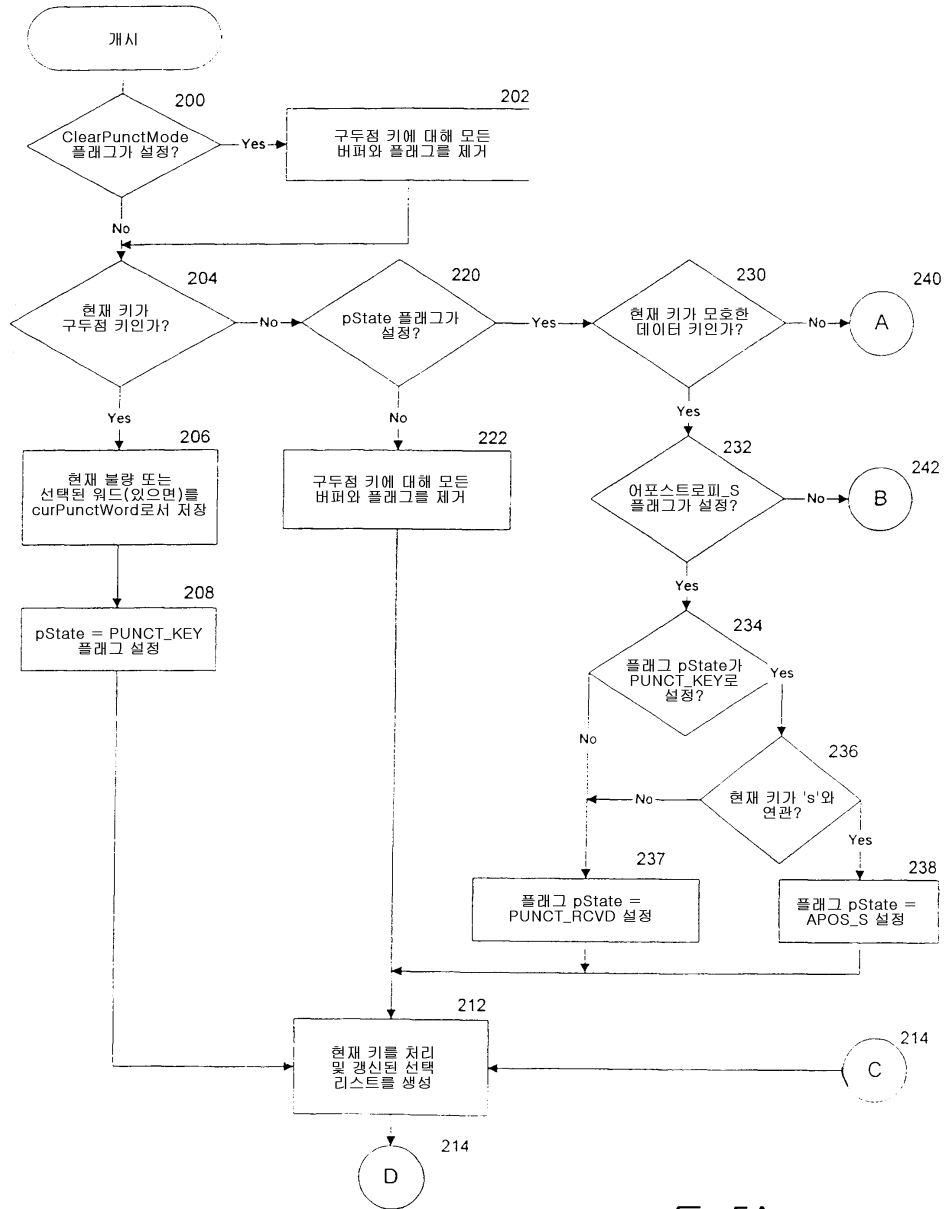 개시
200
ClearPunctMode
플래그가 설정?
Yes
202
구두점 키에 대해 모든
버퍼와 플래그를 제거
No
204
현재 키가
구두점 키인가?
No
220
pState 플래그가
설정?
Yes
230
현재 키가 모호한
데이터 키인가?
No
240
A
Yes
206
현재 불량 또는
선택된 워드(있으면)를
curPunctWord로서 저장
No
222
구두점 키에 대해 모든
버퍼와 플래그를 제거
Yes
232
어포스트로피_S
플래그가 설정?
No
242
B
208
pState = PUNCT_KEY
플래그 설정
Yes
234
플래그 pState가
PUNCT_KEY로
설정?
Yes
No
236
현재 키가 's'와
연관?
No
Yes
237
플래그 pState =
PUNCT_RCVD 설정
238
플래그 pState =
APOS_S 설정
212
현재 키를 처리
및 갱신된 선택
리스트를 생성
214
C
214
D